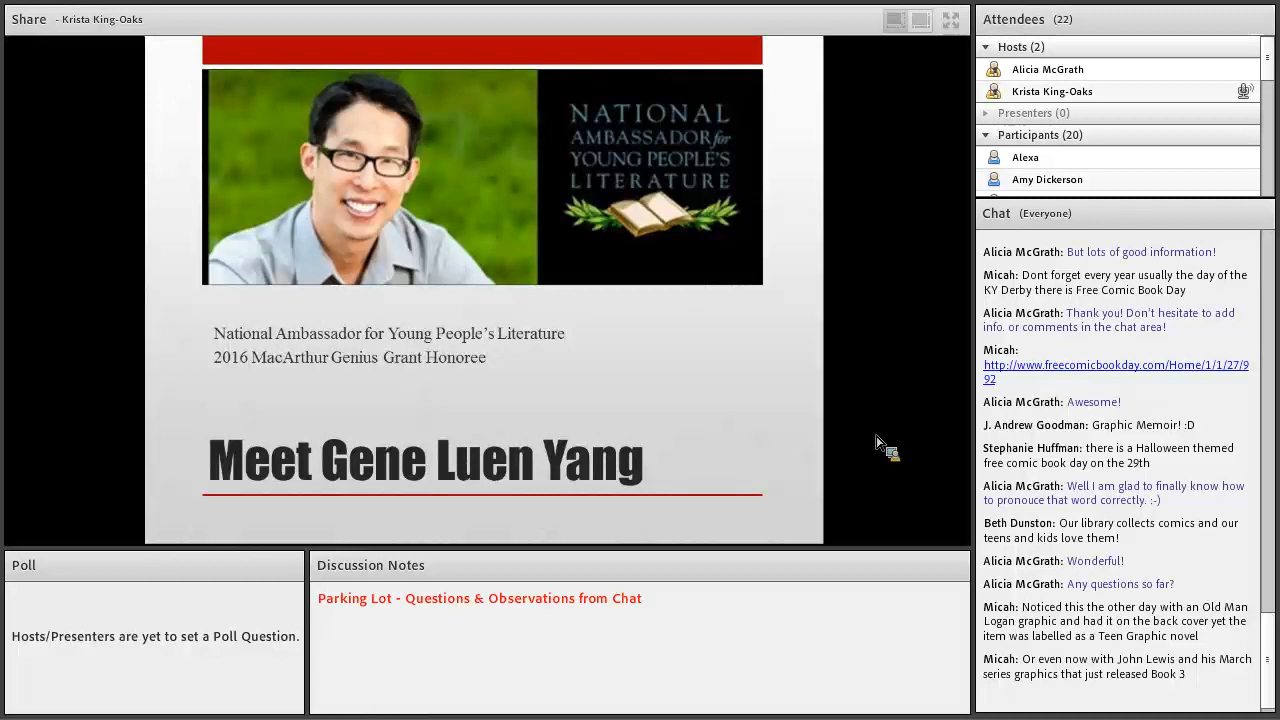 Share - Krista King-Oaks
NATIONAL
AMBASSADOR for
YOUNG PEOPLE'S
LITERATURE
National Ambassador for Young People's Literature
2016 MacArthur Genius Grant Honoree
Meet Gene Luen Yang
Poll
Hosts/Presenters are yet to set a Poll Question.
Discussion Notes
Parking Lot - Questions & Observations from Chat
Attendees (22)
Hosts (2)
Alicia McGrath
Krista King-Oaks
Presenters (0)
Participants (20)
Alexa
Amy Dickerson
Chat (Everyone)
Alicia McGrath: But lots of good information!
Micah: Dont forget every year usually the day of the
KY Derby there is Free Comic Book Day
Alicia McGrath: Thank you! Don't hesitate to add
info. or comments in the chat area!
Micah:
http://www.freecomicbookday.com/Home/1/1/27/9
92
Alicia McGrath: Awesome!
J. Andrew Goodman: Graphic Memoir! :D
Stephanie Huffman: there is a Halloween themed
free comic book day on the 29th
Alicia McGrath: Well I am glad to finally know how
to pronouce that word correctly. :-)
Beth Dunston: Our library collects comics and our
teens and kids love them!
Alicia McGrath: Wonderful!
Alicia McGrath: Any questions so far?
Micah: Noticed this the other day with an Old Man
Logan graphic and had it on the back cover yet the
item was labelled as a Teen Graphic novel
Micah: Or even now with John Lewis and his March
series graphics that just released Book 3